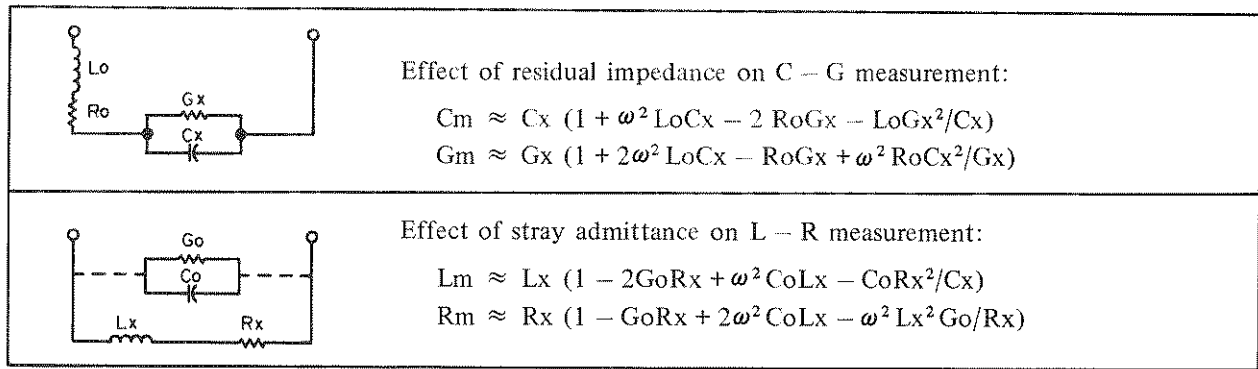 Lo
Ro
Gx
Cx
Effect of residual impedance on C – G measurement:
Cm ≈ Cx (1 + ω² LoCx – 2 RoGx – LoGx²/Cx)
Gm ≈ Gx (1 + 2ω² LoCx – RoGx + ω² RoCx²/Gx)
Go
Co
Lx
Rx
Effect of stray admittance on L – R measurement:
Lm ≈ Lx (1 – 2GoRx + ω² CoLx – CoRx²/Cx)
Rm ≈ Rx (1 – GoRx + 2ω² CoLx – ω² Lx² Go/Rx)